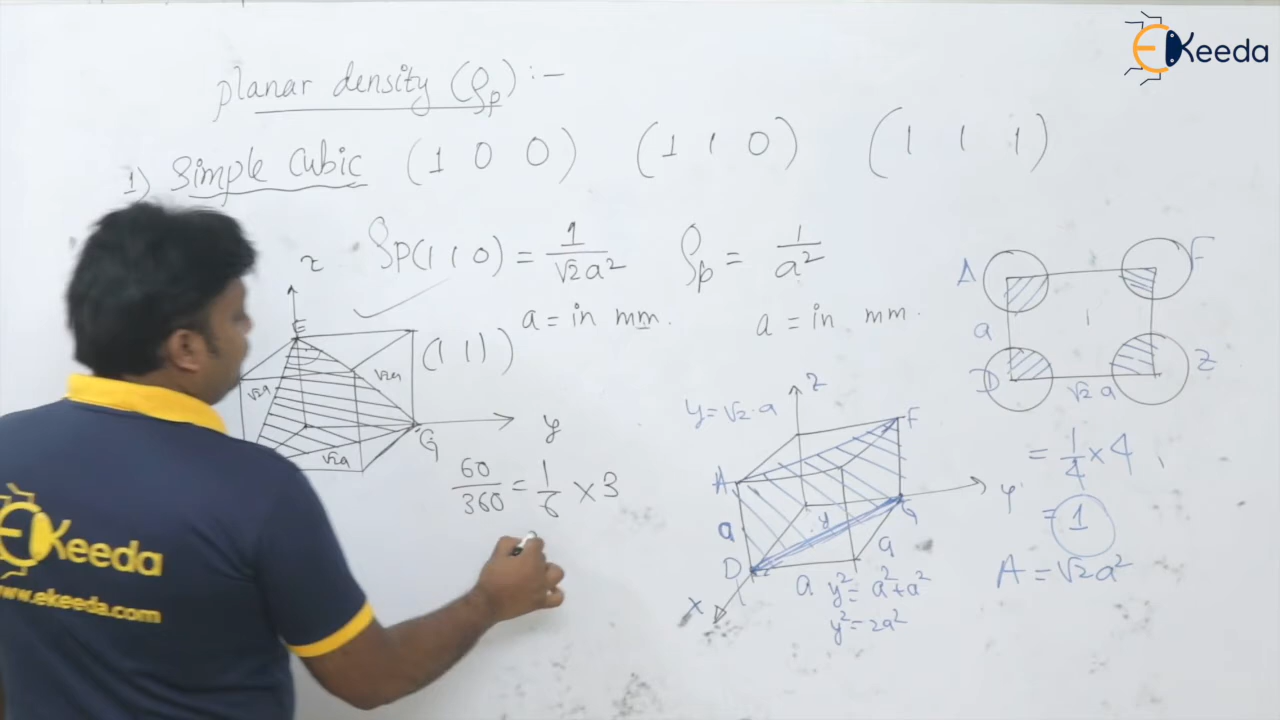 EKeeda
planar density (ρp) :-
1) Simple Cubic (1 0 0) (1 1 0) (1 1 1)
ρp(1 1 0) = 1/√2a² ρp = 1/a²
a = in mm. a = in mm.
z
E
(1 1 1)
√2a
√2a
√2a
G
y
60/360 = 1/6 × 3
A
F
a
1
D
√2 a
Z
y = √2·a
z
A
F
a
y
G
y
D
a
a
x
y² = a² + a²
y² = 2a²
= 1/4 × 4
= 1
A = √2a²
EKeeda
www.ekeeda.com